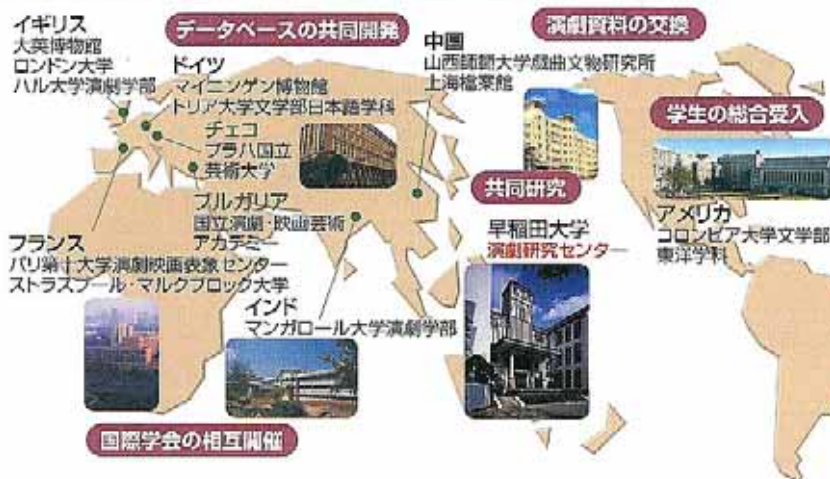 イギリス
大英博物館
ロンドン大学
ハル大学演劇学部
データベースの共同開発
ドイツ
マイニンゲン博物館
トリア大学文学部日本語学科
チェコ
プラハ国立
芸術大学
ブルガリア
国立演劇・映画芸術
アカデミー
フランス
パリ第十大学演劇映画表象センター
ストラスブール・マルクブロック大学
インド
マンガロール大学演劇学部
国際学会の相互開催
中国
山西師範大学戯曲文物研究所
上海檔案館
演劇資料の交換
共同研究
早稲田大学
演劇研究センター
学生の総合受入
アメリカ
コロンビア大学文学部
東洋学科